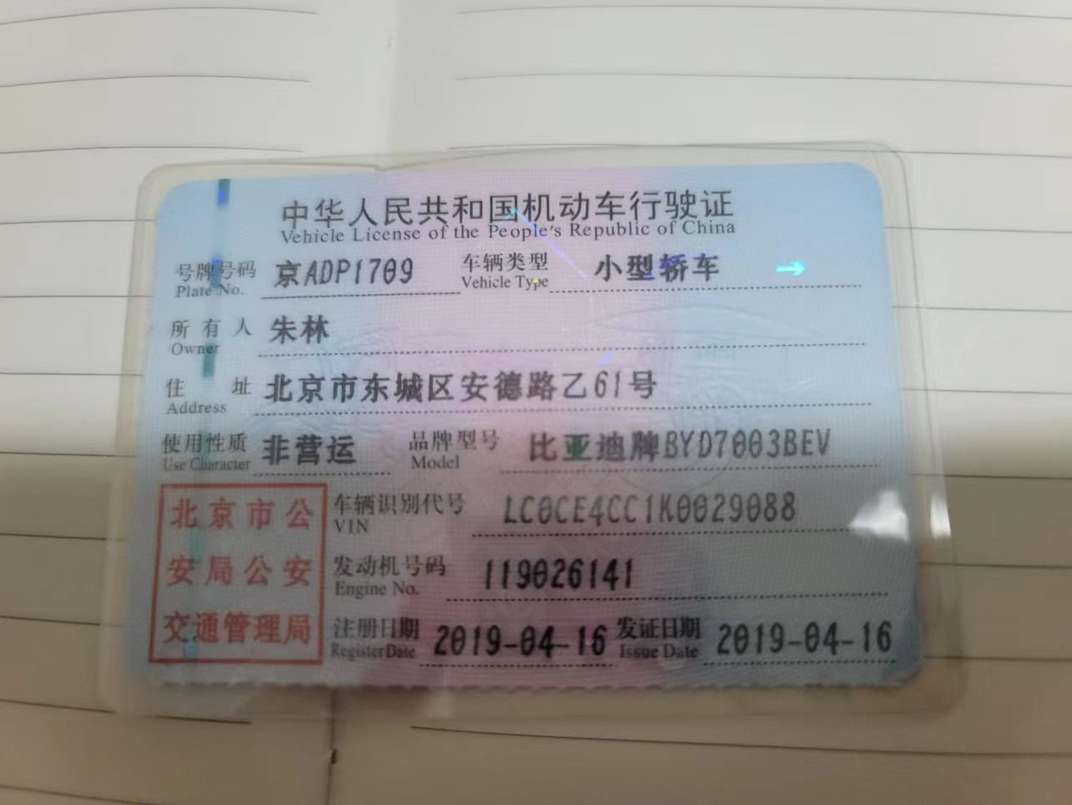 中华人民共和国机动车行驶证
Vehicle License of the People's Republic of China
号牌号码 京ADP1709 车辆类型 小型轿车
Plate No. Vehicle Type
所有人 朱林
Owner
住址 北京市东城区安德路乙61号
Address
使用性质 非营运 品牌型号 比亚迪牌BYD7003BEV
Use Character Model
北京市公 车辆识别代号 LC0CE4CC1K0029088
VIN
安局公安 发动机号码 119026141
Engine No.
交通管理局 注册日期 2019-04-16 发证日期 2019-04-16
Register Date Issue Date